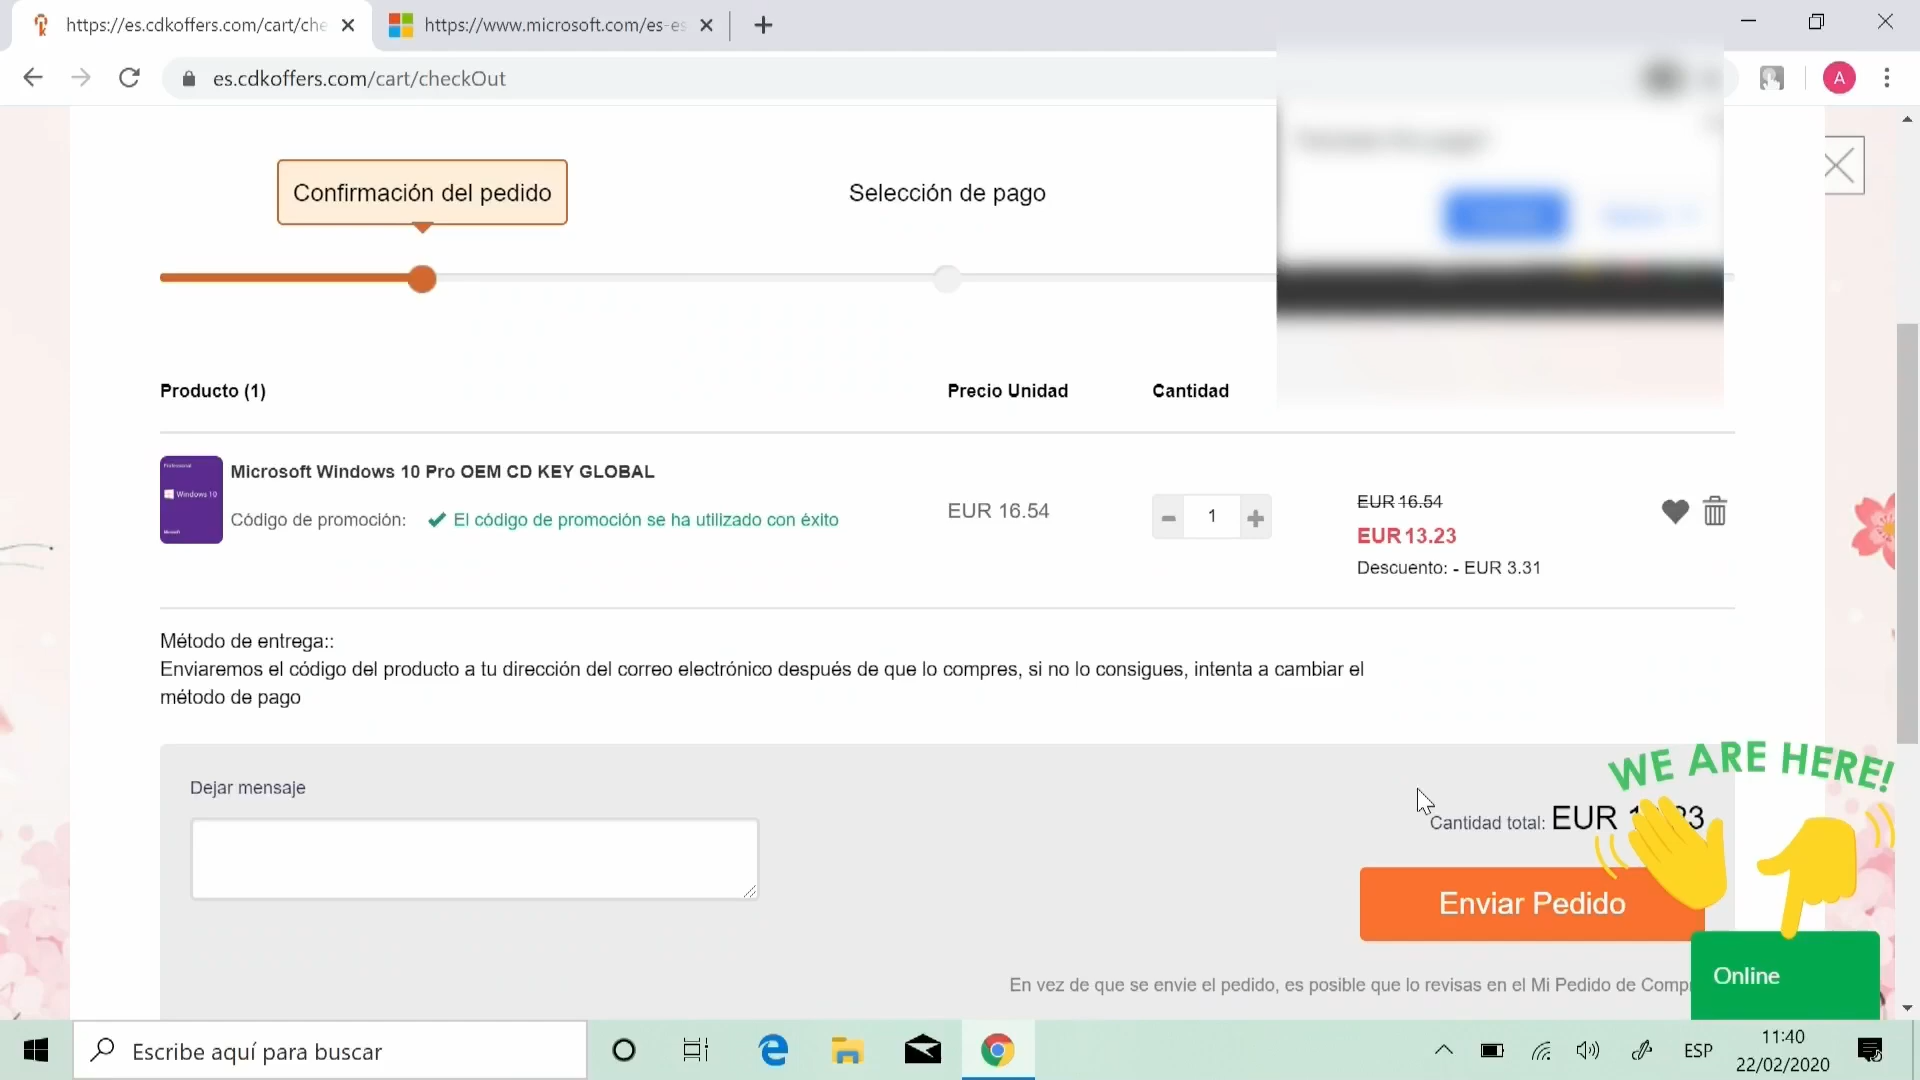 https://es.cdkoffers.com/cart/che
https://www.microsoft.com/es-es
es.cdkoffers.com/cart/checkOut
A
Confirmación del pedido
Selección de pago
Producto (1)
Precio Unidad
Cantidad
Professional
Windows 10
Microsoft
Microsoft Windows 10 Pro OEM CD KEY GLOBAL
Código de promoción:
El código de promoción se ha utilizado con éxito
EUR 16.54
1
EUR 16.54
EUR 13.23
Descuento: - EUR 3.31
Método de entrega::
Enviaremos el código del producto a tu dirección del correo electrónico después de que lo compres, si no lo consigues, intenta a cambiar el
método de pago
Dejar mensaje
WE ARE HERE!
Cantidad total: EUR
Enviar Pedido
En vez de que se envie el pedido, es posible que lo revisas en el Mi Pedido de Comp
Online
Escribe aquí para buscar
ESP
11:40
22/02/2020